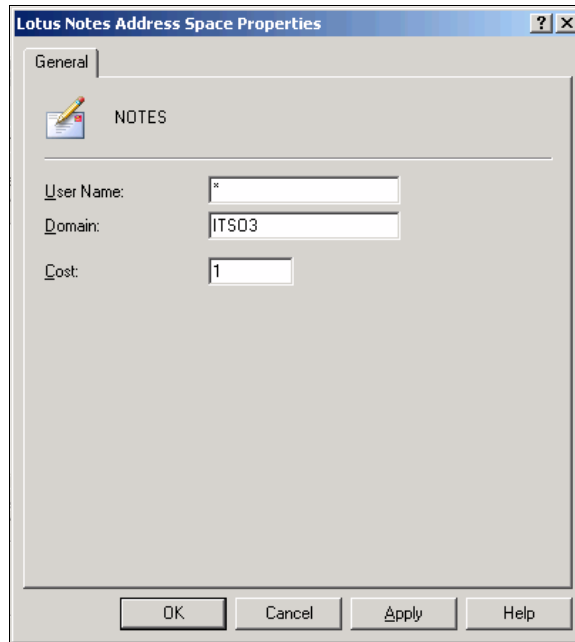 Lotus Notes Address Space Properties
General
NOTES
User Name: *
Domain: ITSO3
Cost: 1
OK Cancel Apply Help